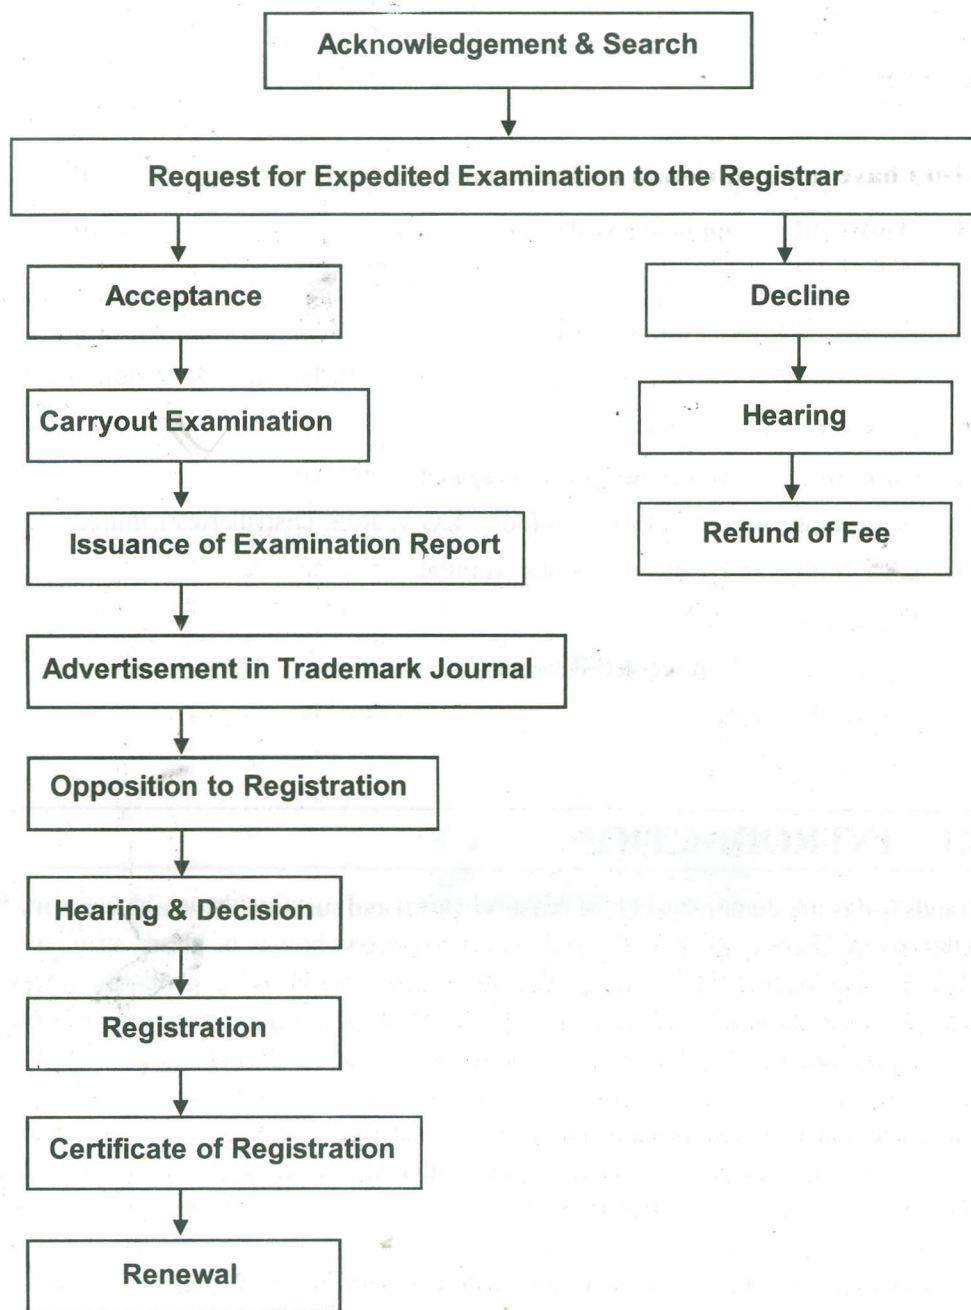 Acknowledgement & Search
Request for Expedited Examination to the Registrar
Acceptance
Decline
Carryout Examination
Hearing
Issuance of Examination Report
Refund of Fee
Advertisement in Trademark Journal
Opposition to Registration
Hearing & Decision
Registration
Certificate of Registration
Renewal